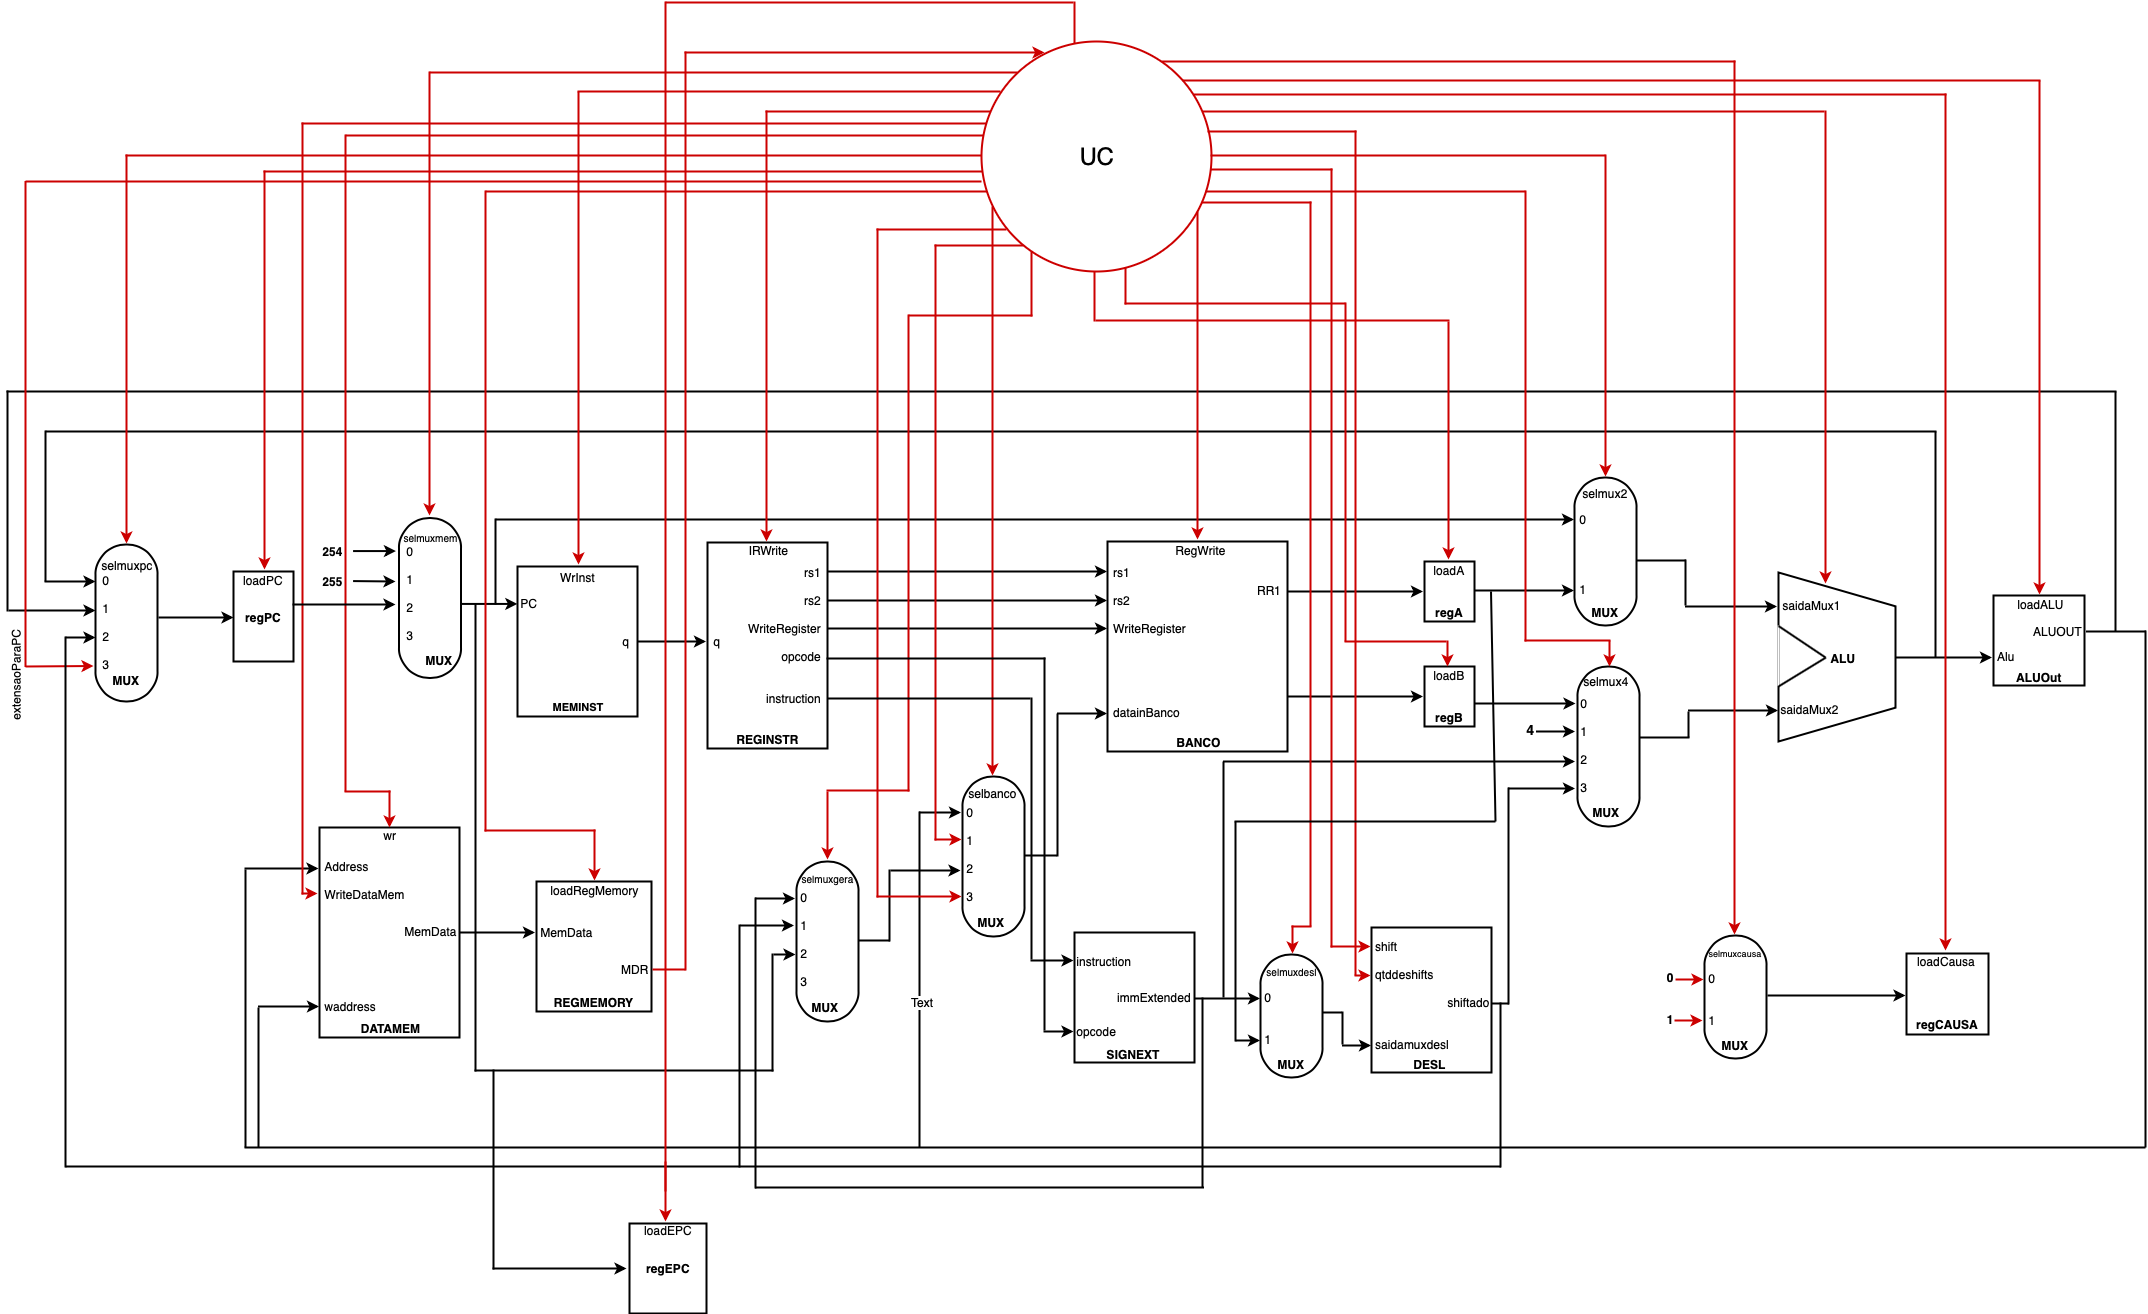 UC
extensaoParaPC
selmuxpc
0
1
2
3
MUX
loadPC
regPC
254
255
selmuxmem
0
1
2
3
MUX
WrInst
PC
q
MEMINST
IRWrite
rs1
rs2
WriteRegister
opcode
q
instruction
REGINSTR
RegWrite
rs1
rs2
WriteRegister
RR1
datainBanco
BANCO
loadA
regA
loadB
regB
selmux2
0
1
MUX
selmux4
0
4
1
2
3
MUX
saidaMux1
ALU
saidaMux2
loadALU
ALUOUT
Alu
ALUOut
wr
Address
WriteDataMem
MemData
waddress
DATAMEM
loadRegMemory
MemData
MDR
REGMEMORY
selmuxgera
0
1
2
3
MUX
selbanco
0
1
2
3
MUX
Text
instruction
immExtended
opcode
SIGNEXT
selmuxdesl
0
1
MUX
shift
qtddeshifts
shiftado
saidamuxdesl
DESL
selmuxcausa
0
0
1
1
MUX
loadCausa
regCAUSA
loadEPC
regEPC